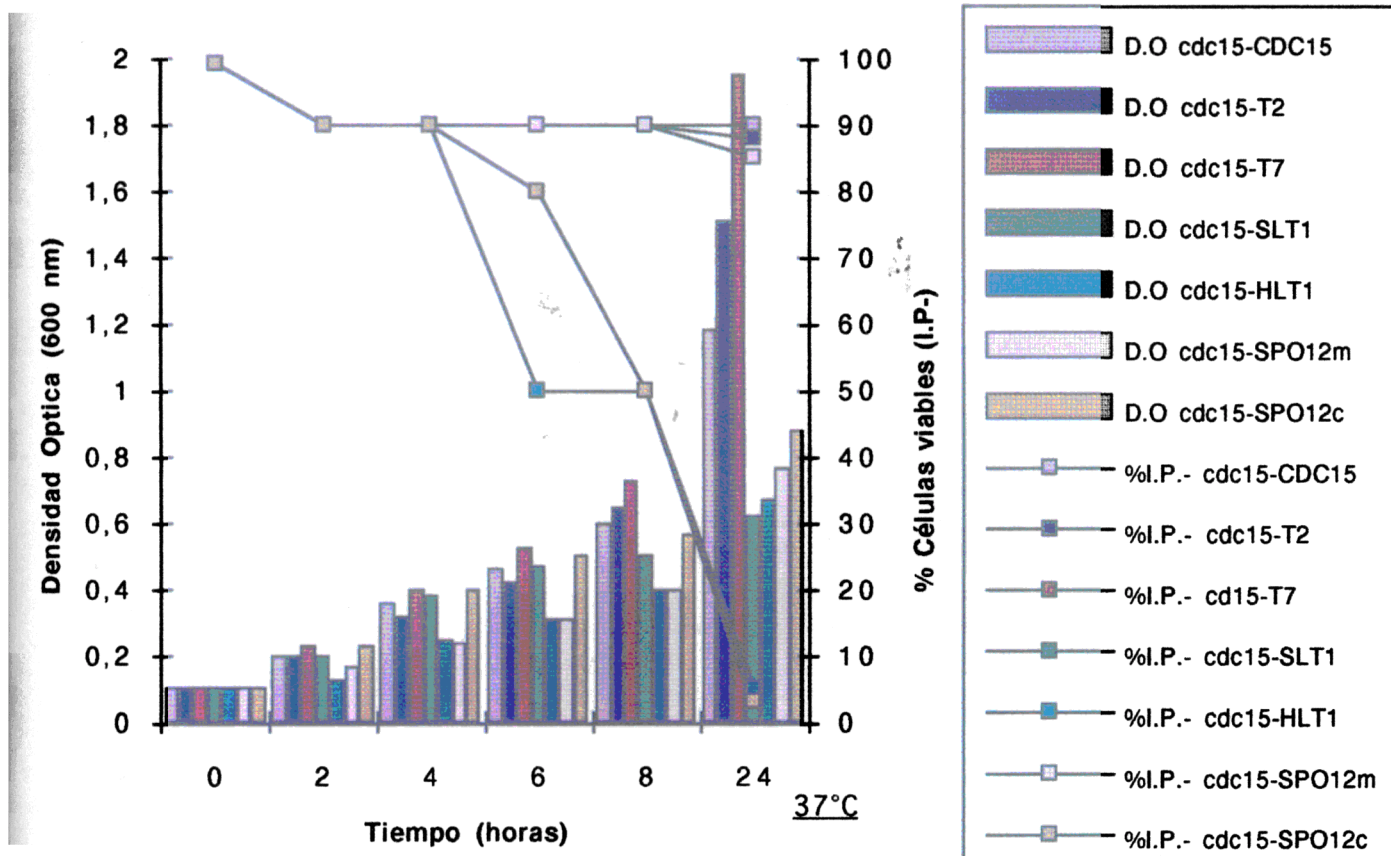 2
1.8
1,6
1,4
1,2
1
0,8
0,6
0,4
0,2
0
Densidad Optica (600 nm)
100
90
80
70
60
50
40
30
20
10
0
% Células viables (I.P-)
0 2 4 6 8 24
37°C
Tiempo (horas)
D.O cdc15-CDC15
D.O cdc15-T2
D.O cdc15-T7
D.O cdc15-SLT1
D.O cdc15-HLT1
D.O cdc15-SPO12m
D.O cdc15-SPO12c
%I.P.- cdc15-CDC15
%I.P.- cdc15-T2
%I.P.- cd15-T7
%I.P.- cdc15-SLT1
%I.P.- cdc15-HLT1
%I.P.- cdc15-SPO12m
%I.P.- cdc15-SPO12c